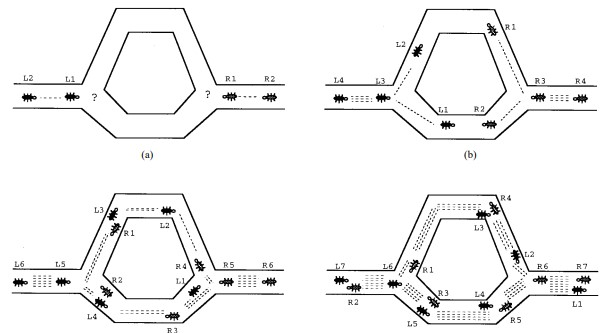 L2 L1 ? ? R1 R2
(a)
R1
L2
L4 L3 R3 R4
L1 R2
(b)
L3 L2
R1
R4
L6 L5 R2 L1 R5 R6
L4
R3
R4
L3
L2
L7 L6 R1 R6 R7
R2 R3 L4 L1
L5 R5